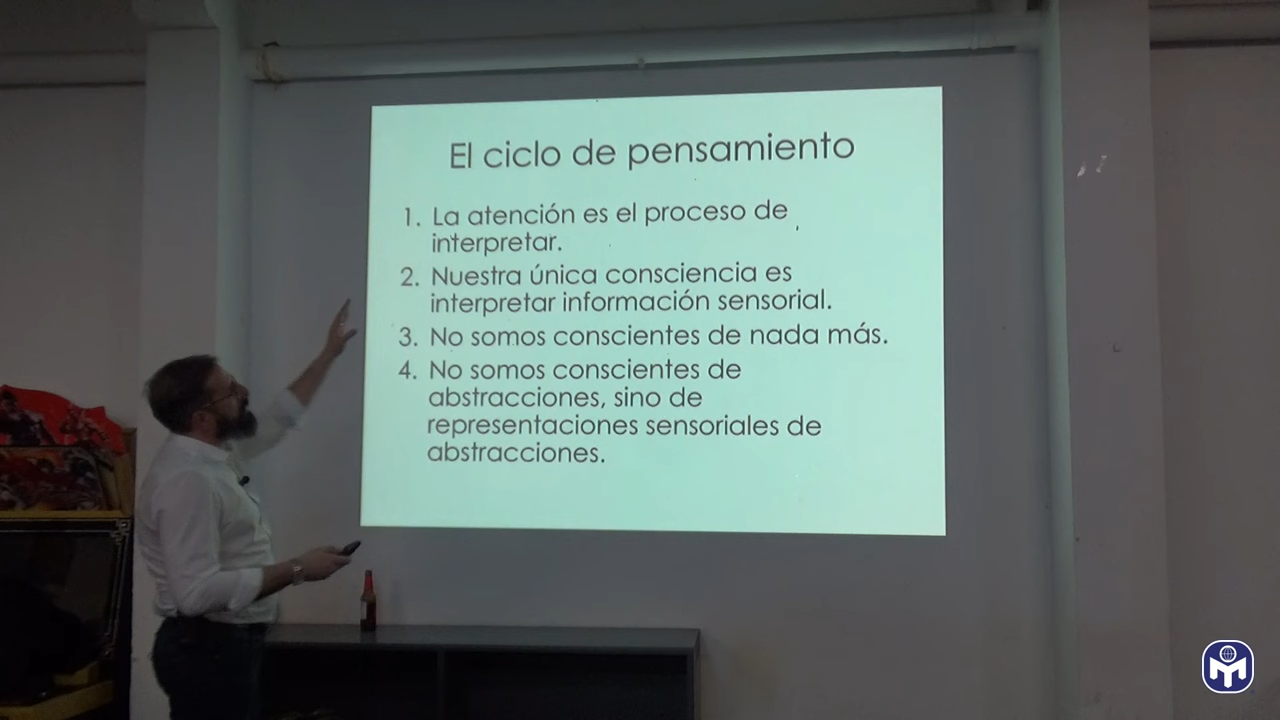 El ciclo de pensamiento
1. La atención es el proceso de
interpretar.
2. Nuestra única consciencia es
interpretar información sensorial.
3. No somos conscientes de nada más.
4. No somos conscientes de
abstracciones, sino de
representaciones sensoriales de
abstracciones.